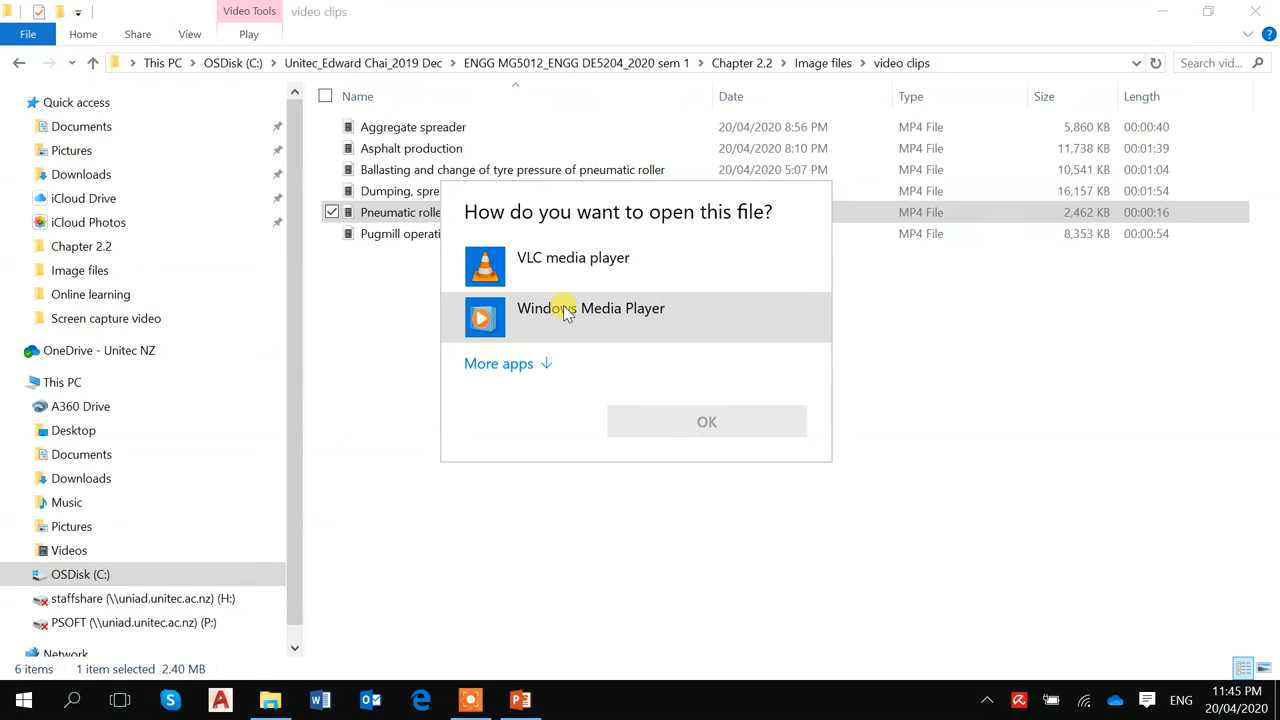 Video Tools
video clips
File
Home
Share
View
Play
This PC
OSDisk (C:)
Unitec_Edward Chai_2019 Dec
ENGG MG5012_ENGG DE5204_2020 sem 1
Chapter 2.2
Image files
video clips
Search vid...
Name
Date
Type
Size
Length
Quick access
Documents
Pictures
Downloads
iCloud Drive
iCloud Photos
Chapter 2.2
Image files
Online learning
Screen capture video
OneDrive - Unitec NZ
This PC
A360 Drive
Desktop
Documents
Downloads
Music
Pictures
Videos
OSDisk (C:)
staffshare (\\uniad.unitec.ac.nz) (H:)
PSOFT (\\uniad.unitec.ac.nz) (P:)
Network
Aggregate spreader 20/04/2020 8:56 PM MP4 File 5,860 KB 00:00:40
Asphalt production 20/04/2020 8:10 PM MP4 File 11,738 KB 00:01:39
Ballasting and change of tyre pressure of pneumatic roller 20/04/2020 5:07 PM MP4 File 10,541 KB 00:01:04
Dumping, spre MP4 File 16,157 KB 00:01:54
Pneumatic rolle MP4 File 2,462 KB 00:00:16
Pugmill operati MP4 File 8,353 KB 00:00:54
How do you want to open this file?
VLC media player
Windows Media Player
More apps
OK
6 items 1 item selected 2.40 MB
ENG
11:45 PM
20/04/2020